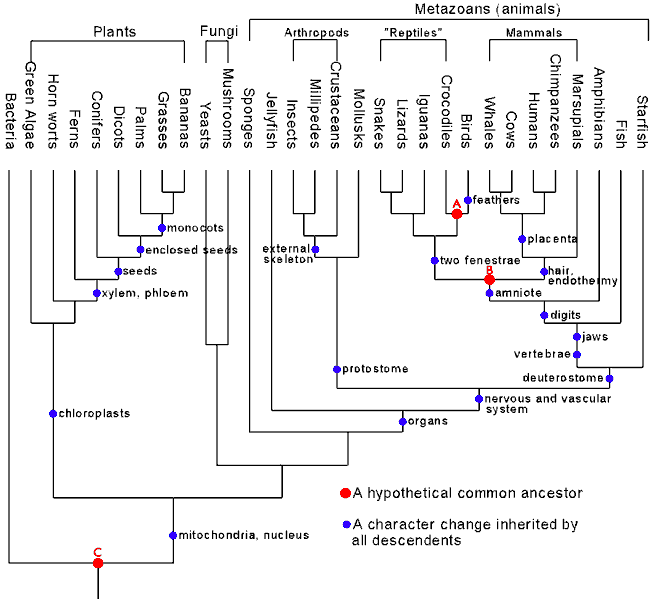 Metazoans (animals)
Plants
Fungi
Arthropods
"Reptiles"
Mammals
Bacteria
Green Algae
Horn worts
Ferns
Conifers
Dicots
Palms
Grasses
Bananas
Yeasts
Mushrooms
Sponges
Jellyfish
Insects
Millipedes
Crustaceans
Mollusks
Snakes
Lizards
Iguanas
Crocodiles
Birds
Whales
Cows
Humans
Chimpanzees
Marsupials
Amphibians
Fish
Starfish
A
feathers
monocots
placenta
enclosed seeds
external
skeleton
two fenestrae
seeds
B
hair,
endothermy
xylem, phloem
amniote
digits
jaws
vertebrae
protostome
deuterostome
chloroplasts
nervous and vascular
system
organs
A hypothetical common ancestor
A character change inherited by
all descendents
mitochondria, nucleus
C